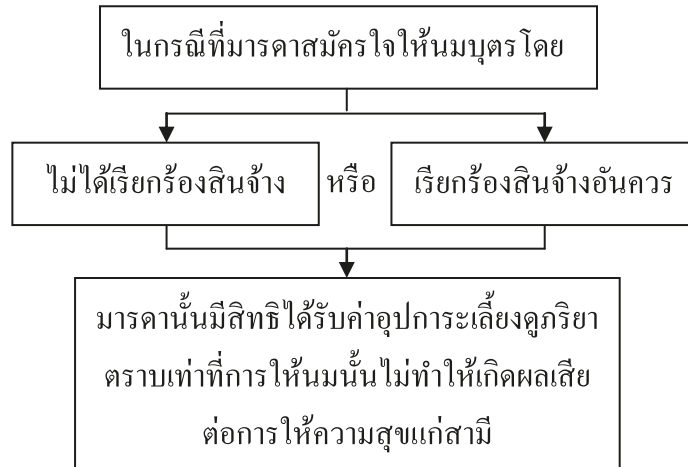 ในกรณีที่มารดาสมัครใจให้นมบุตรโดย
ไม่ได้เรียกร้องสินจ้าง หรือ เรียกร้องสินจ้างอันควร
มารดานั้นมีสิทธิได้รับค่าอุปการะเลี้ยงดูภริยา
ตราบเท่าที่การให้นมนั้นไม่ทำให้เกิดผลเสีย
ต่อการให้ความสุขแก่สามี